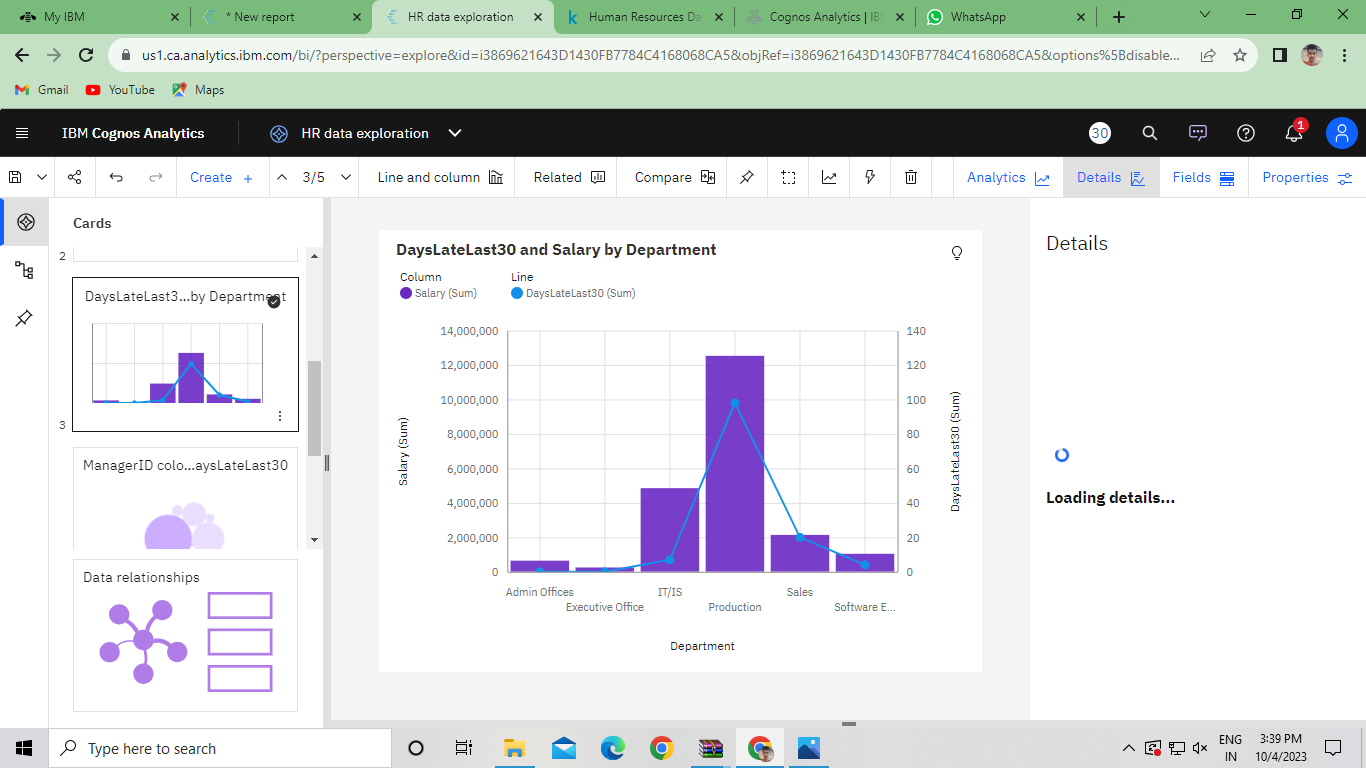 My IBM
* New report
HR data exploration
Human Resources Da
Cognos Analytics | IB
WhatsApp
us1.ca.analytics.ibm.com/bi/?perspective=explore&id=i3869621643D1430FB7784C4168068CA5&objRef=i3869621643D1430FB7784C4168068CA5&options%5Bdisable...
Gmail
YouTube
Maps
IBM Cognos Analytics
HR data exploration
30
1
Create +
3/5
Line and column
Related
Compare
Analytics
Details
Fields
Properties
Cards
2
DaysLateLast3...by Department
3
ManagerID colo...aysLateLast30
Data relationships
DaysLateLast30 and Salary by Department
Column
Line
Salary (Sum)
DaysLateLast30 (Sum)
14,000,000
12,000,000
10,000,000
8,000,000
6,000,000
4,000,000
2,000,000
0
Salary (Sum)
140
120
100
80
60
40
20
0
DaysLateLast30 (Sum)
Admin Offices
Executive Office
IT/IS
Production
Sales
Software E...
Department
Details
Loading details...
Type here to search
ENG
IN
3:39 PM
10/4/2023